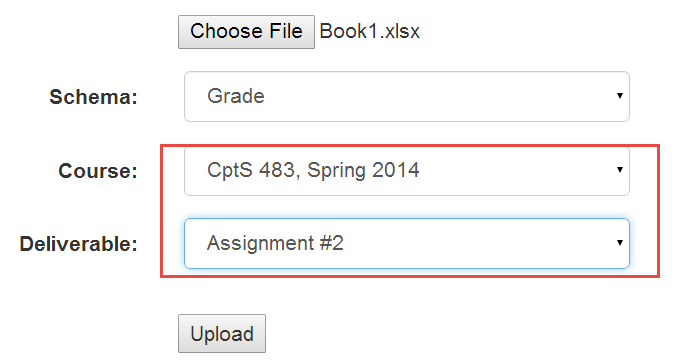 Choose File Book1.xlsx
Schema: Grade
Course: CptS 483, Spring 2014
Deliverable: Assignment #2
Upload